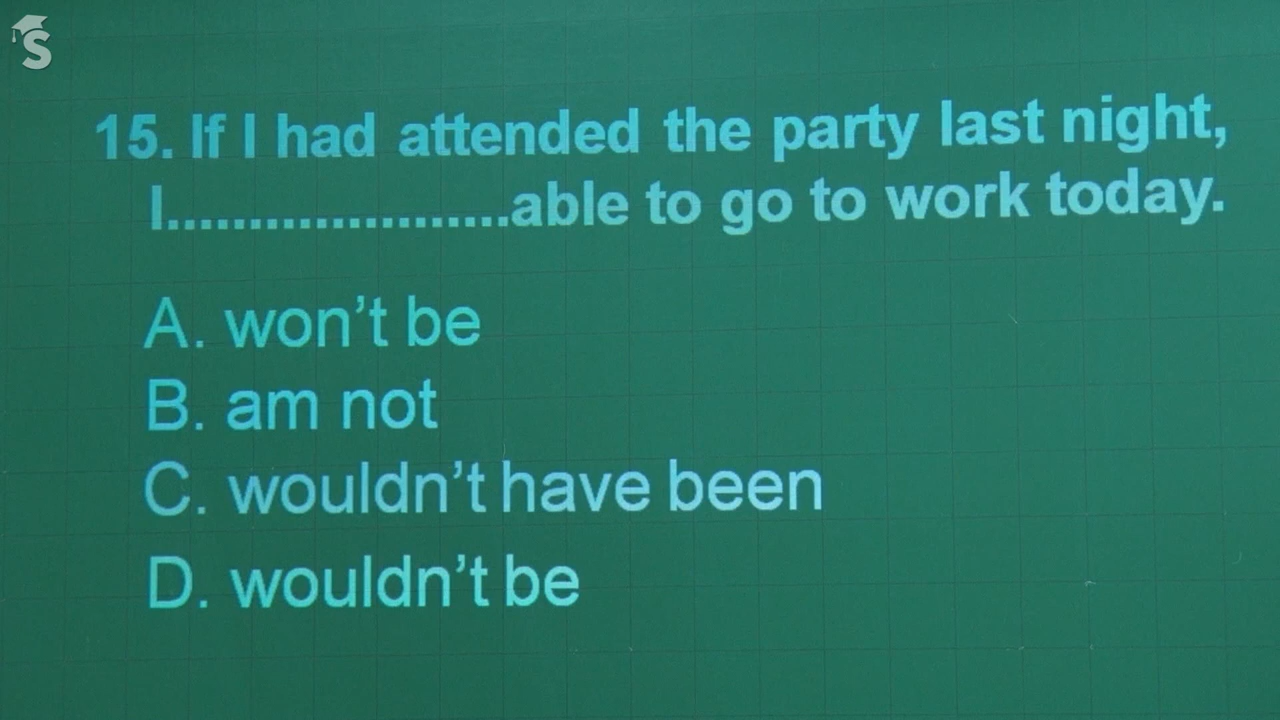 S
15. If I had attended the party last night,
I.....................able to go to work today.
A. won't be
B. am not
C. wouldn't have been
D. wouldn't be